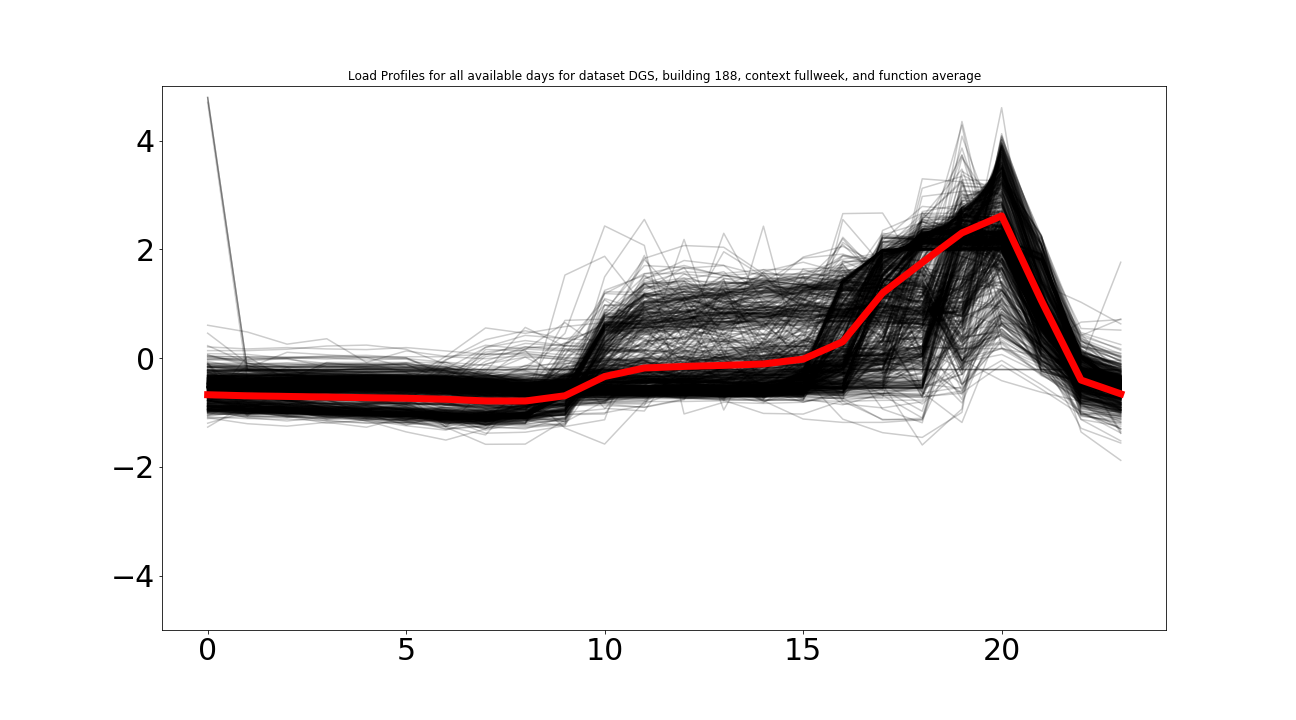 Load Profiles for all available days for dataset DGS, building 188, context fullweek, and function average
4
2
0
−2
−4
0 5 10 15 20